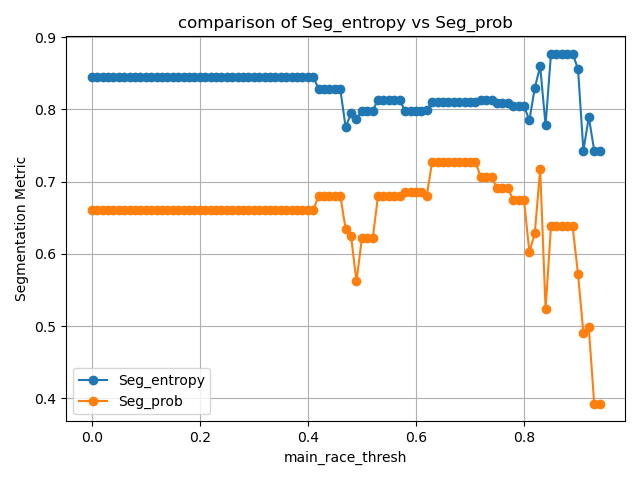 comparison of Seg_entropy vs Seg_prob
0.9
0.8
0.7
0.6
0.5
0.4
Segmentation Metric
Seg_entropy
Seg_prob
0.0 0.2 0.4 0.6 0.8
main_race_thresh